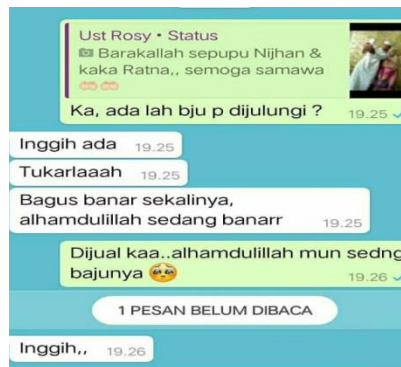 Ust Rosy • Status
Barakallah sepupu Nijhan &
kaka Ratna,, semoga samawa
Ka, ada lah bju p dijulungi ?
19.25
Inggih ada 19.25
Tukarlaaah 19.25
Bagus banar sekalinya,
alhamdulillah sedang banarr 19.25
Dijual kaa..alhamdulillah mun sedng
bajunya 19.26
1 PESAN BELUM DIBACA
Inggih,, 19.26